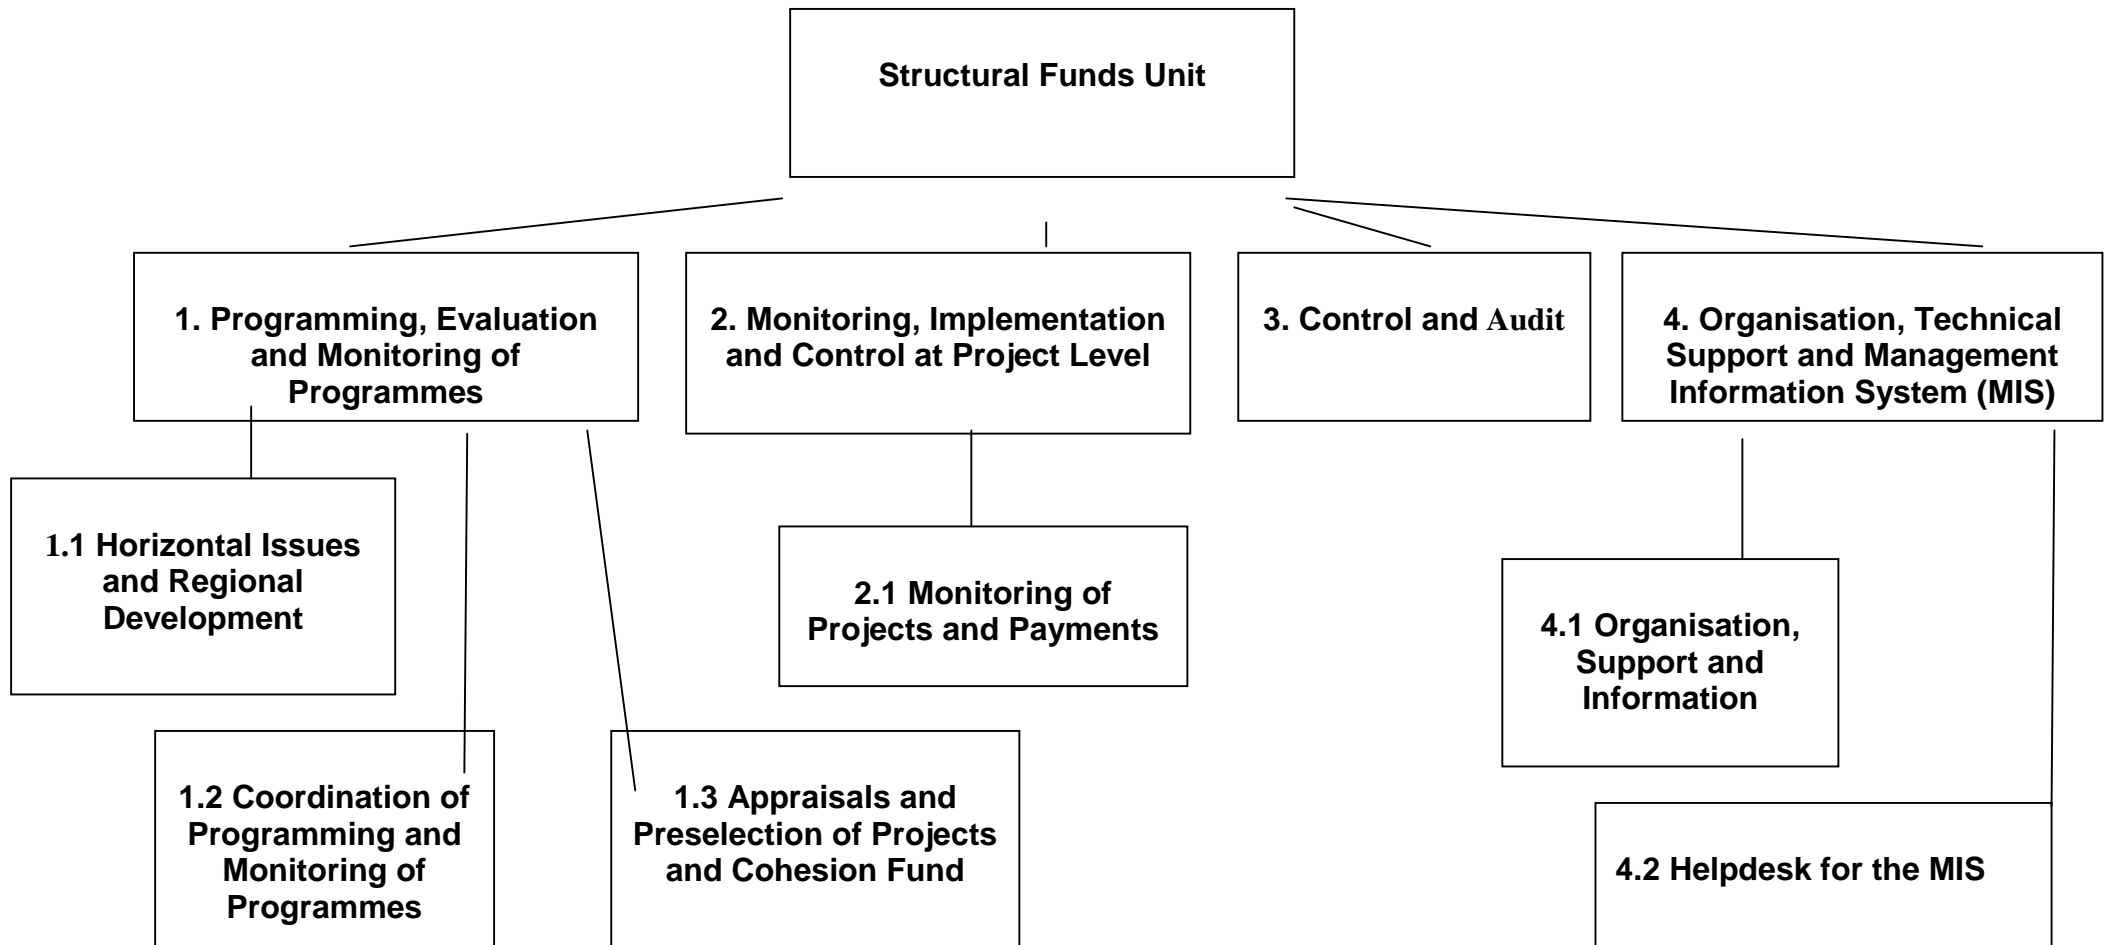 Structural Funds Unit
1. Programming, Evaluation
and Monitoring of
Programmes
2. Monitoring, Implementation
and Control at Project Level
3. Control and Audit
4. Organisation, Technical
Support and Management
Information System (MIS)
1.1 Horizontal Issues
and Regional
Development
2.1 Monitoring of
Projects and Payments
4.1 Organisation,
Support and
Information
1.2 Coordination of
Programming and
Monitoring of
Programmes
1.3 Appraisals and
Preselection of Projects
and Cohesion Fund
4.2 Helpdesk for the MIS